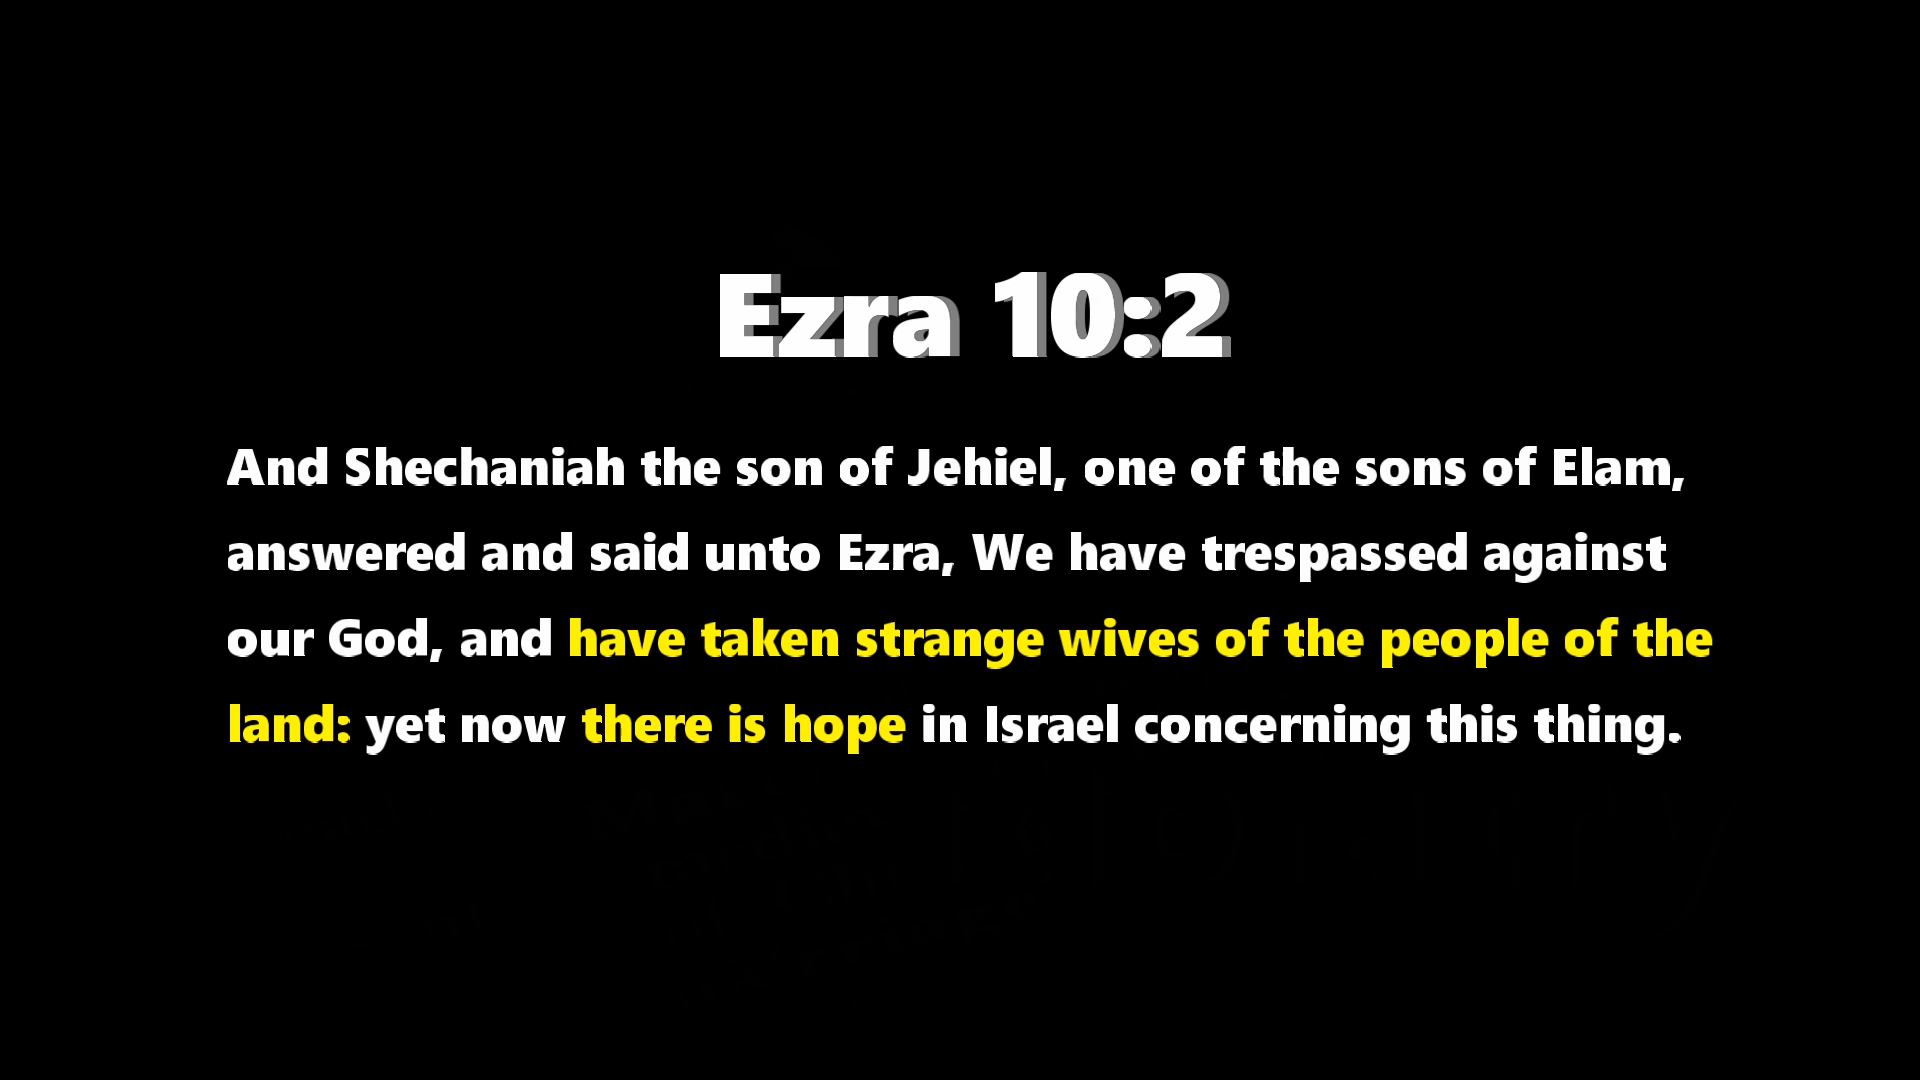 Ezra 10:2
And Shechaniah the son of Jehiel, one of the sons of Elam,
answered and said unto Ezra, We have trespassed against
our God, and have taken strange wives of the people of the
land: yet now there is hope in Israel concerning this thing.